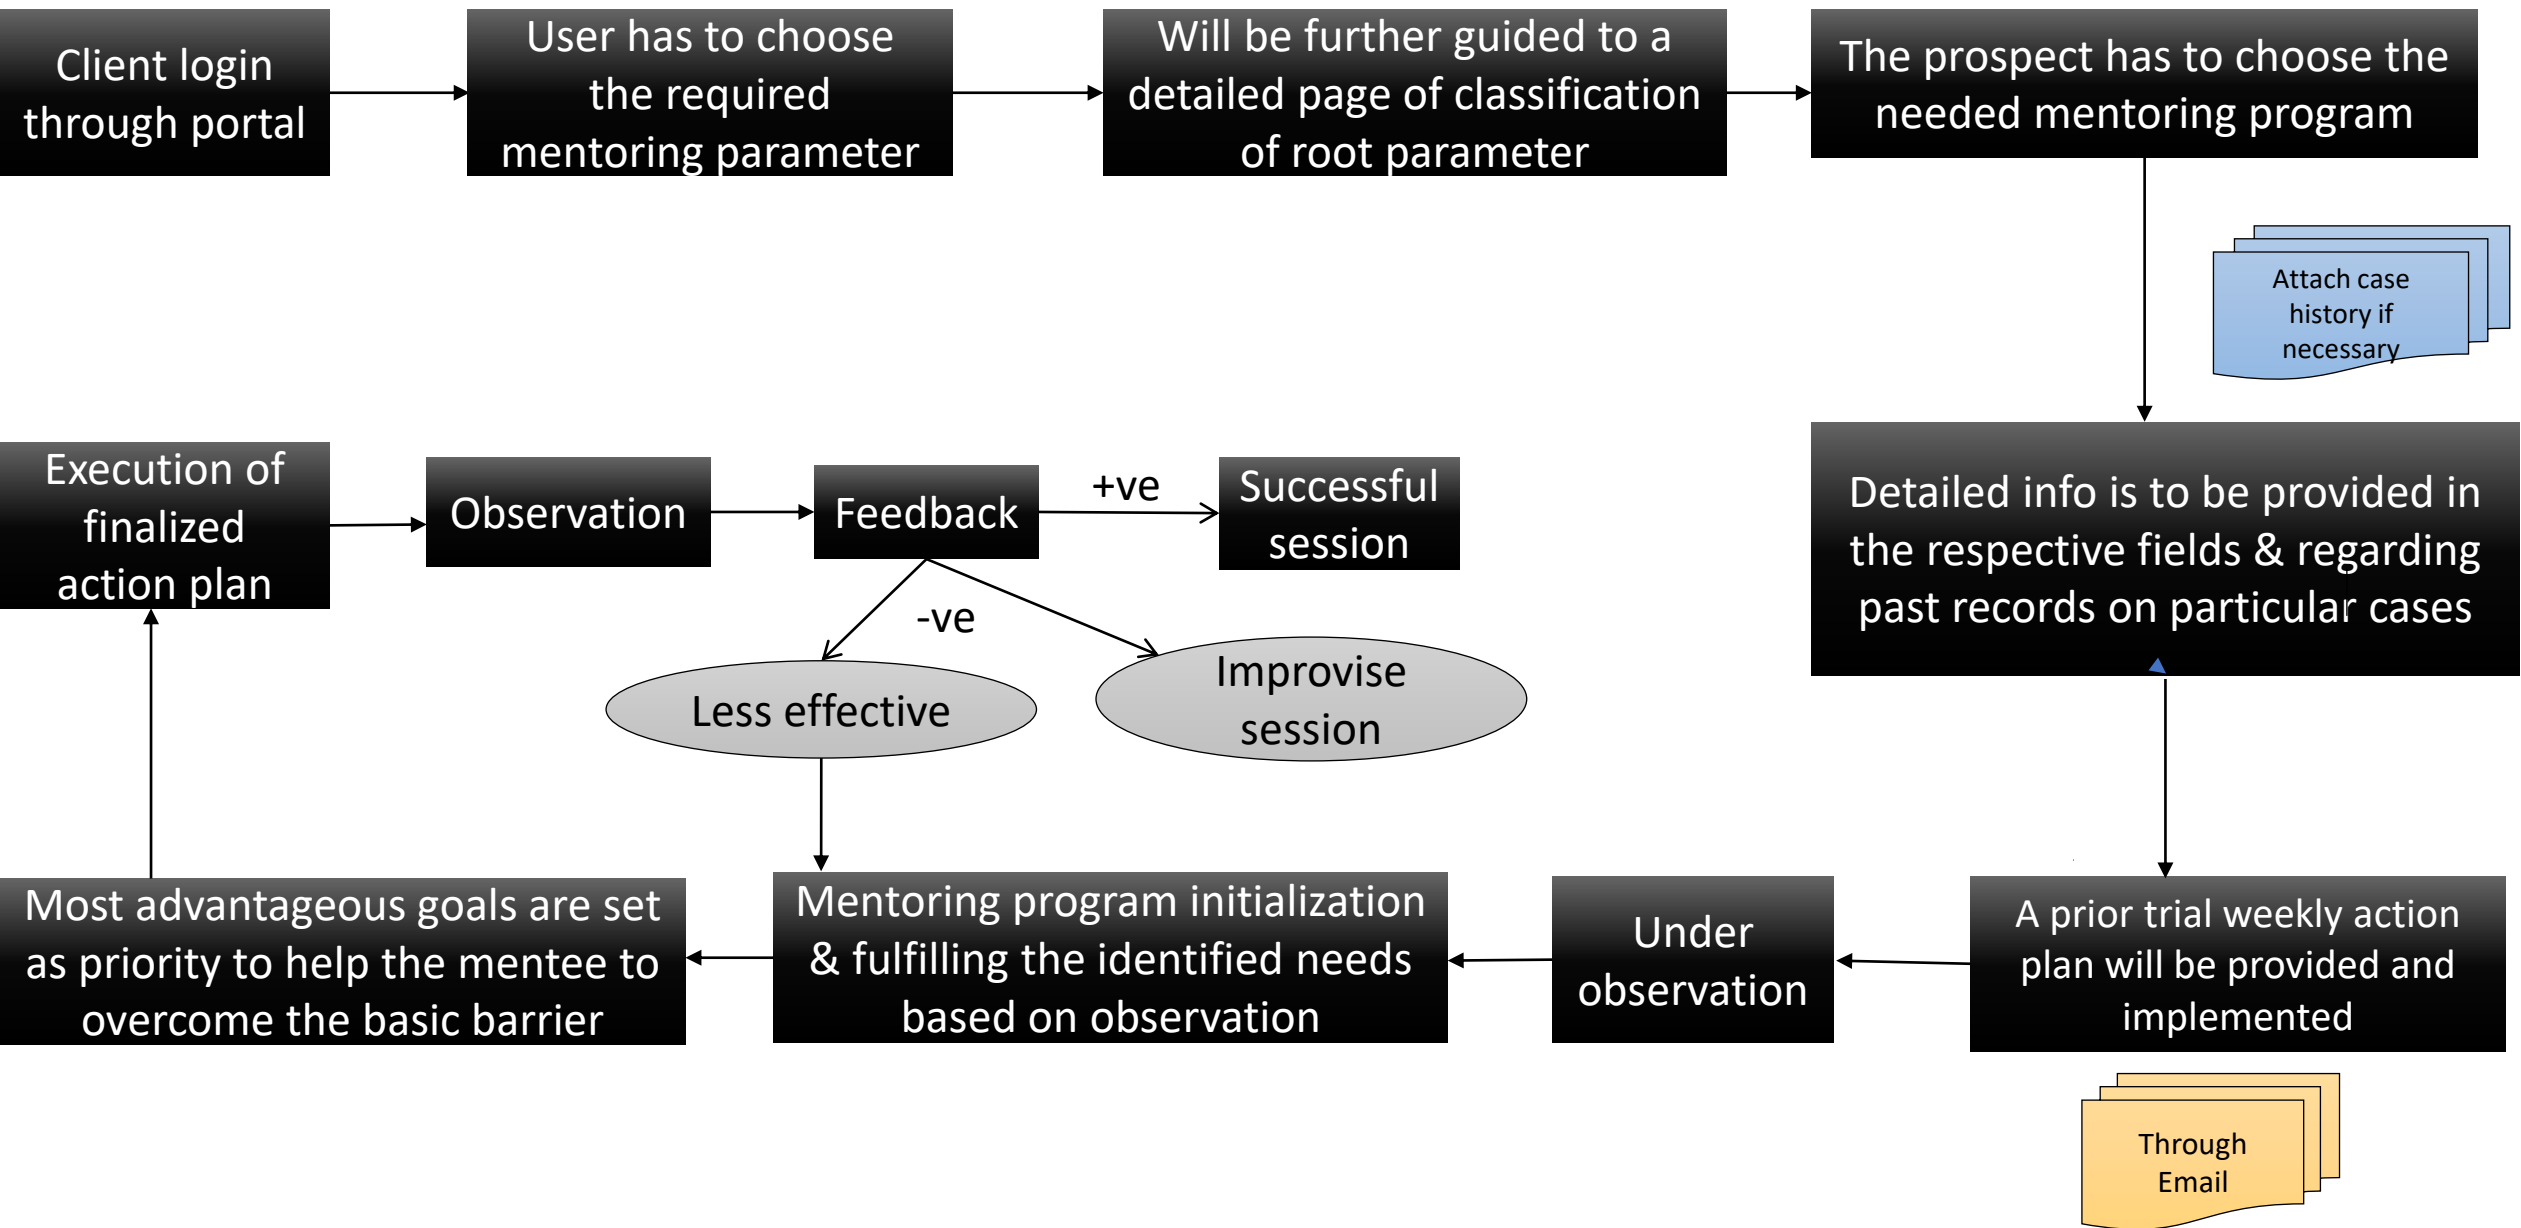 Client login
through portal
User has to choose
the required
mentoring parameter
Will be further guided to a
detailed page of classification
of root parameter
The prospect has to choose the
needed mentoring program
Attach case
history if
necessary
Detailed info is to be provided in
the respective fields & regarding
past records on particular cases
Execution of
finalized
action plan
Observation
Feedback
+ve
Successful
session
-ve
Less effective
Improvise
session
Most advantageous goals are set
as priority to help the mentee to
overcome the basic barrier
Mentoring program initialization
& fulfilling the identified needs
based on observation
Under
observation
A prior trial weekly action
plan will be provided and
implemented
Through
Email